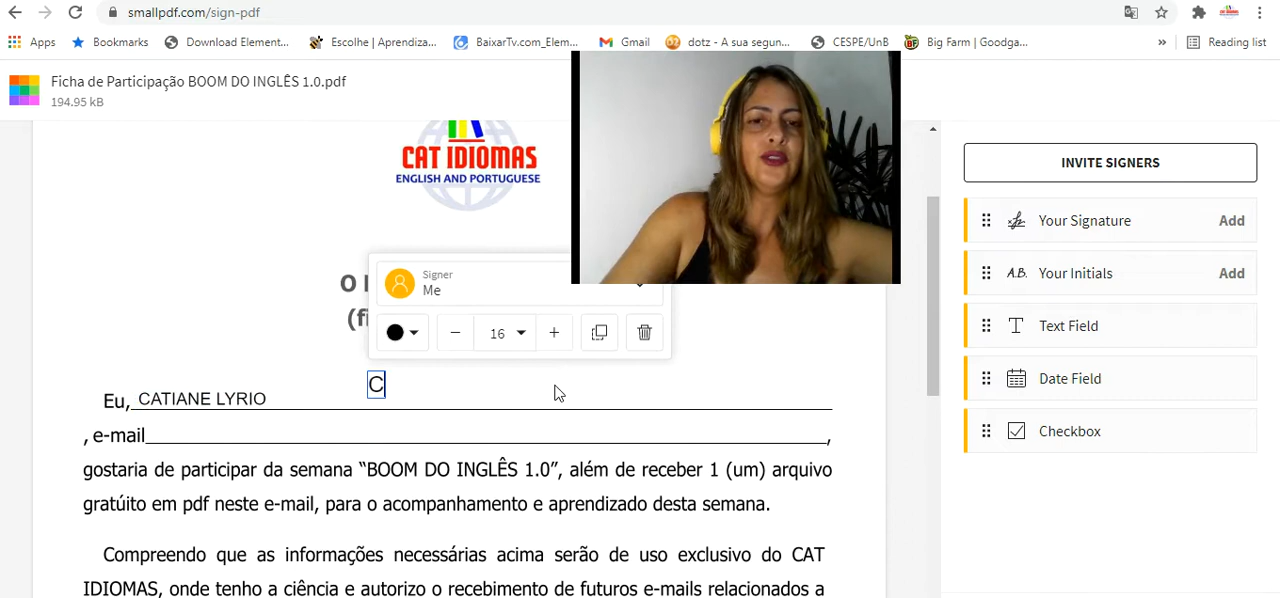 smallpdf.com/sign-pdf
Apps Bookmarks Download Element... Escolhe | Aprendiza... BaixarTv.com_Elem... Gmail dotz - A sua segun... CESPE/UnB Big Farm | Goodga... » Reading list
Ficha de Participação BOOM DO INGLÊS 1.0.pdf
194.95 kB
CAT IDIOMAS
ENGLISH AND PORTUGUESE
INVITE SIGNERS
Your Signature Add
A.B. Your Initials Add
Text Field
Date Field
Checkbox
Signer
Me
O
(fi
16
C
Eu, CATIANE LYRIO
, e-mail ,
gostaria de participar da semana “BOOM DO INGLÊS 1.0”, além de receber 1 (um) arquivo
gratúito em pdf neste e-mail, para o acompanhamento e aprendizado desta semana.
Compreendo que as informações necessárias acima serão de uso exclusivo do CAT
IDIOMAS, onde tenho a ciência e autorizo o recebimento de futuros e-mails relacionados a